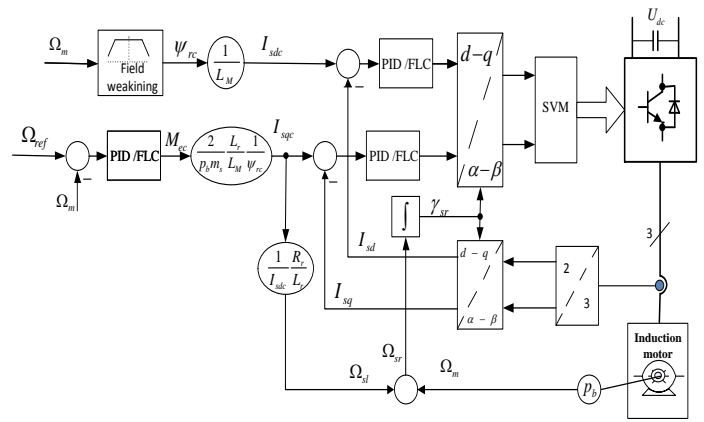 U_dc
Ω_m
Field
weakining
ψ_rc
1
L_M
I_sdc
PID /FLC
d-q
/
/
α-β
SVM
Ω_ref
PID /FLC
M_ec
2 L_r 1
p_b m_s L_M ψ_rc
I_sqc
PID /FLC
Ω_m
∫
γ_sr
3
I_sd
d - q
/
/
α - β
2
/
/
3
1 R_r
I_sdc L_r
I_sq
Induction
motor
Ω_sr
Ω_sl
Ω_m
p_b